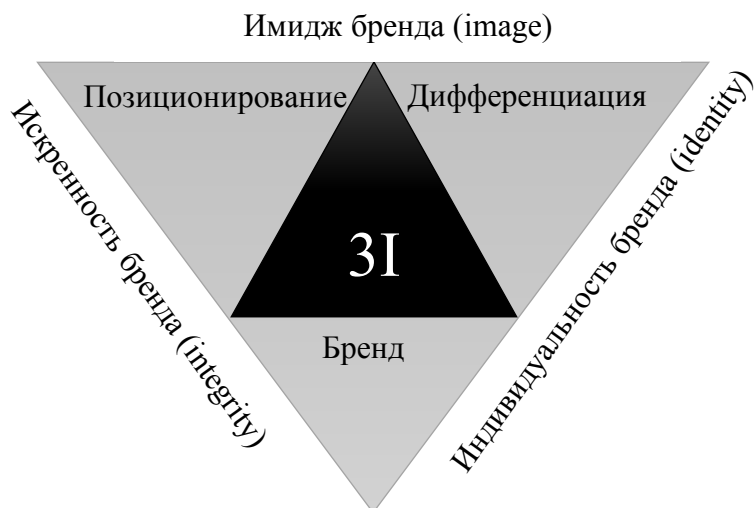 Имидж бренда (image)
Позиционирование
Дифференциация
Искренность бренда (integrity)
Индивидуальность бренда (identity)
3I
Бренд